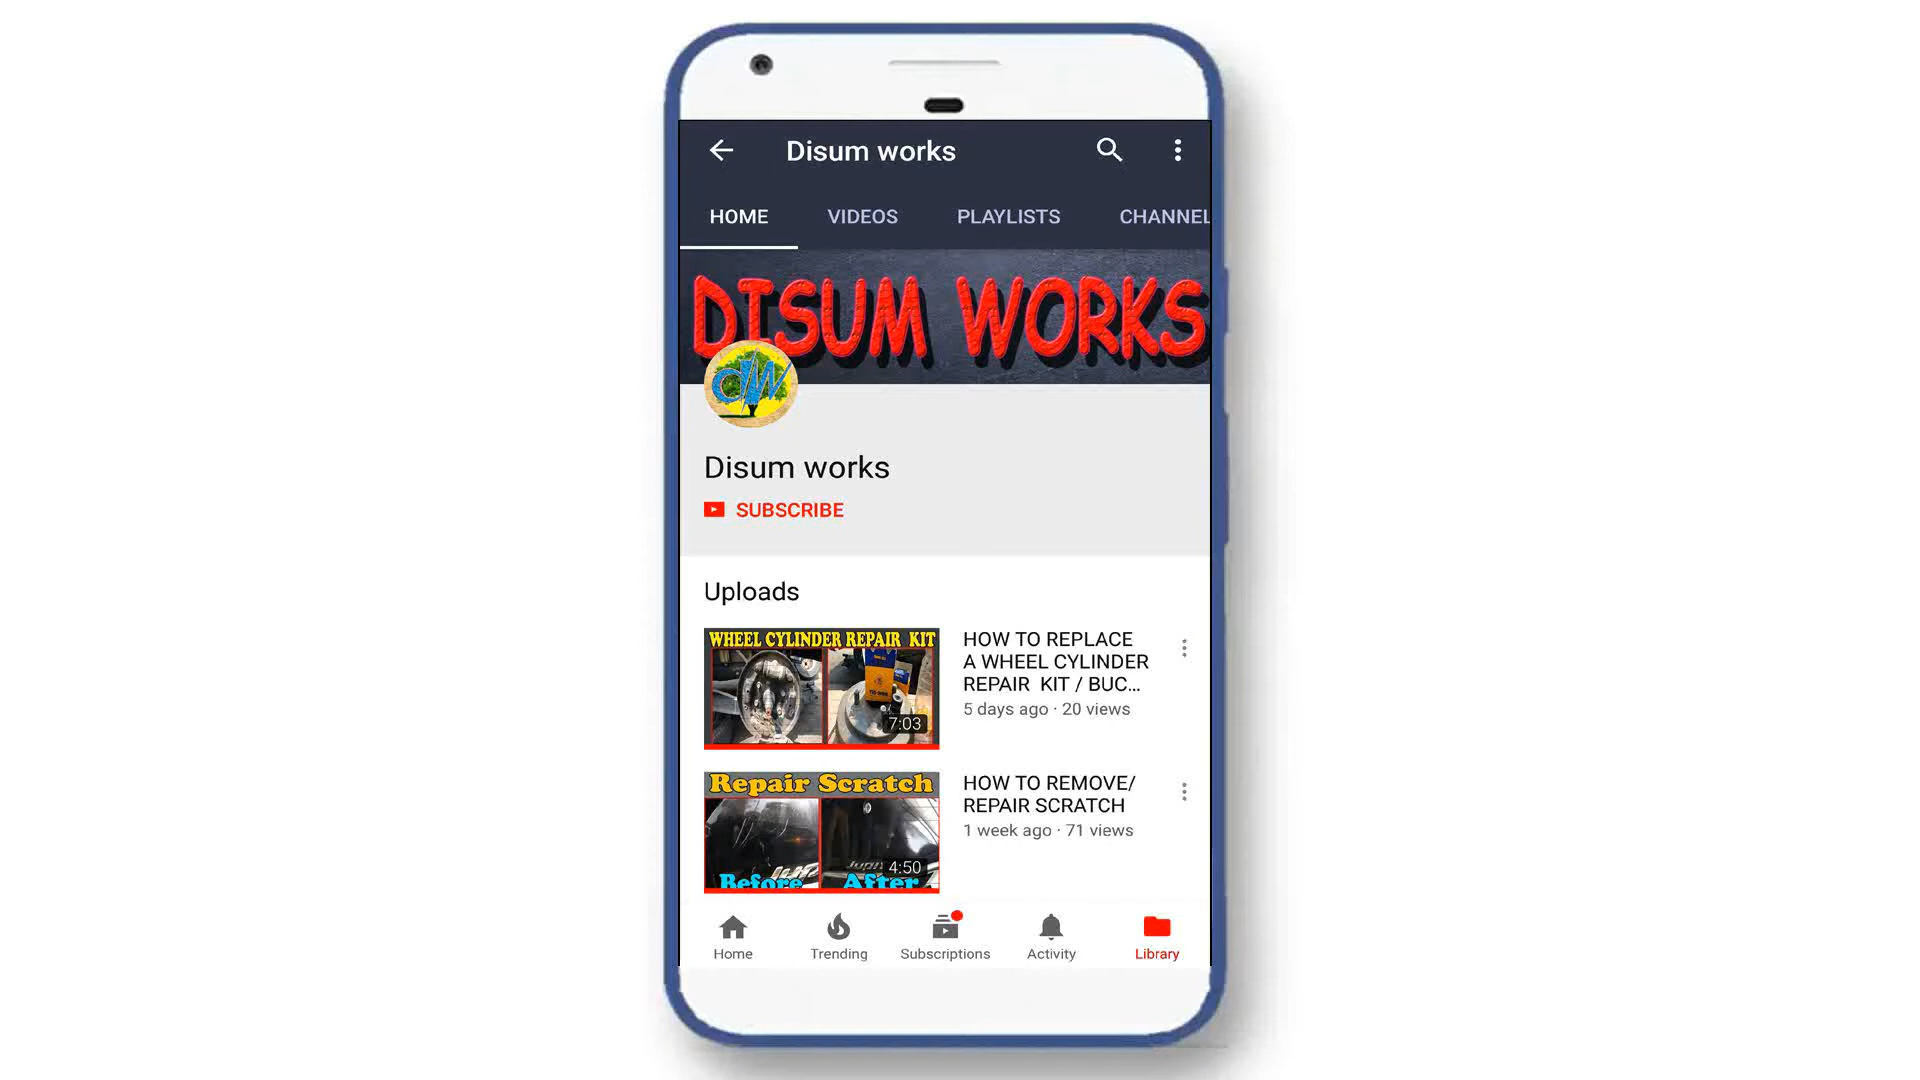 Disum works
HOME VIDEOS PLAYLISTS CHANNEL
DISUM WORKS
dw
Disum works
SUBSCRIBE
Uploads
WHEEL CYLINDER REPAIR KIT
7:03
HOW TO REPLACE
A WHEEL CYLINDER
REPAIR KIT / BUC...
5 days ago · 20 views
Repair Scratch
4:50
Before After
HOW TO REMOVE/
REPAIR SCRATCH
1 week ago · 71 views
Home Trending Subscriptions Activity Library